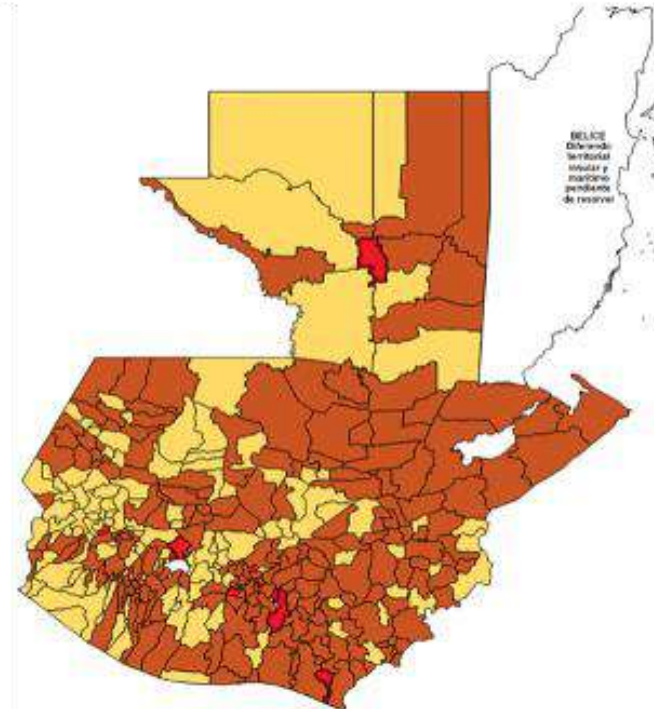 BELICE
Diferendo
territorial
insular y
marítimo
pendiente
de resolver